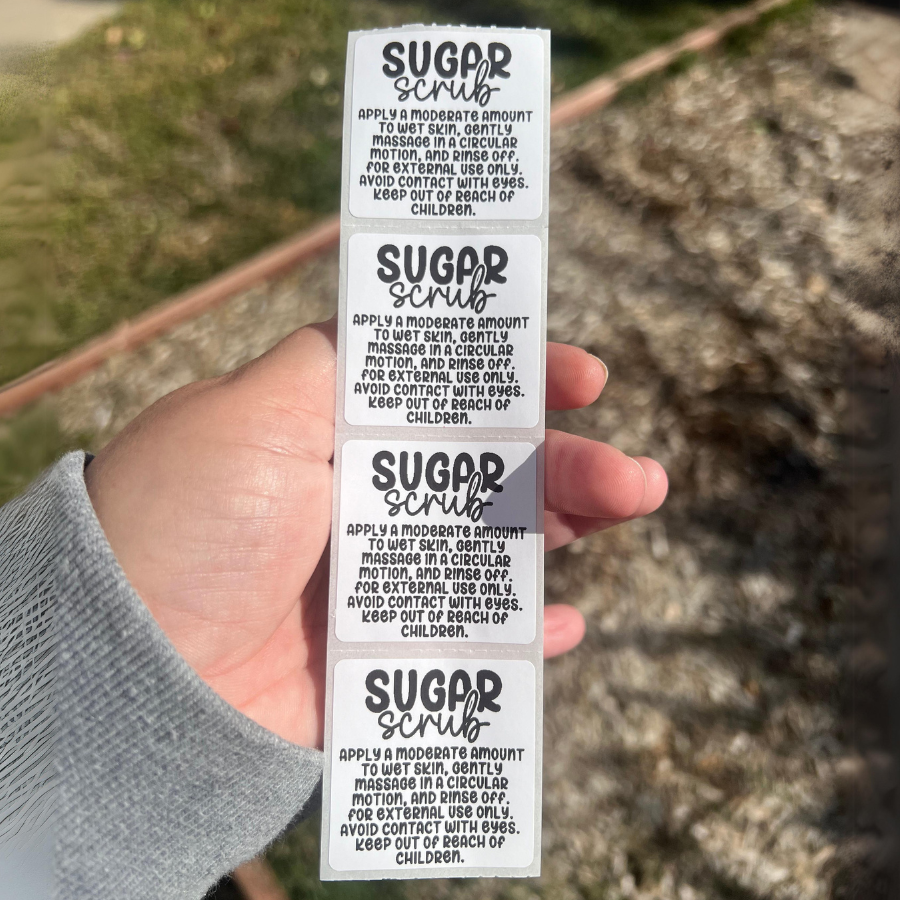 SUGAR
scrub
APPLY A MODERATE AMOUNT
TO WET SKIN, GENTLY
MASSAGE IN A CIRCULAR
MOTION, AND RINSE OFF.
FOR EXTERNAL USE ONLY.
AVOID CONTACT WITH EYES.
KEEP OUT OF REACH OF
CHILDREN.
SUGAR
scrub
APPLY A MODERATE AMOUNT
TO WET SKIN, GENTLY
MASSAGE IN A CIRCULAR
MOTION, AND RINSE OFF.
FOR EXTERNAL USE ONLY.
AVOID CONTACT WITH EYES.
KEEP OUT OF REACH OF
CHILDREN.
SUGAR
scrub
APPLY A MODERATE AMOUNT
TO WET SKIN, GENTLY
MASSAGE IN A CIRCULAR
MOTION, AND RINSE OFF.
FOR EXTERNAL USE ONLY.
AVOID CONTACT WITH EYES.
KEEP OUT OF REACH OF
CHILDREN.
SUGAR
scrub
APPLY A MODERATE AMOUNT
TO WET SKIN, GENTLY
MASSAGE IN A CIRCULAR
MOTION, AND RINSE OFF.
FOR EXTERNAL USE ONLY.
AVOID CONTACT WITH EYES.
KEEP OUT OF REACH OF
CHILDREN.